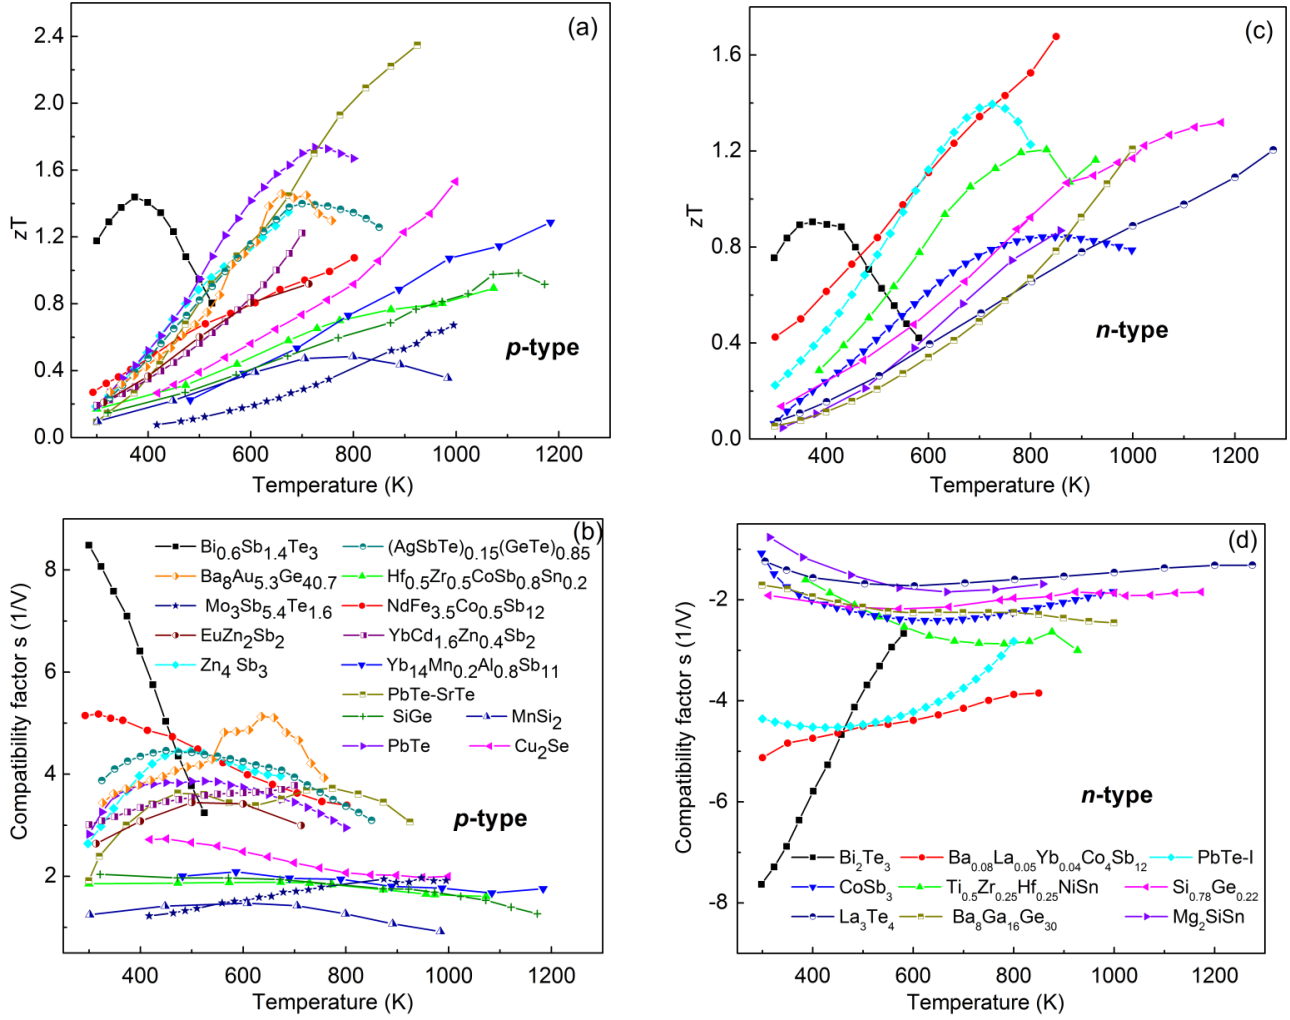 (a)
2.4
2.0
1.6
1.2
0.8
0.4
0.0
zT
p-type
400 600 800 1000 1200
Temperature (K)
(c)
1.6
1.2
0.8
0.4
0.0
zT
n-type
400 600 800 1000 1200
Temperature (K)
(b)
8
6
4
2
Compatibility factor s (1/V)
Bi0.6Sb1.4Te3 (AgSbTe)0.15(GeTe)0.85
Ba8Au5.3Ge40.7 Hf0.5Zr0.5CoSb0.8Sn0.2
Mo3Sb5.4Te1.6 NdFe3.5Co0.5Sb12
EuZn2Sb2 YbCd1.6Zn0.4Sb2
Zn4 Sb3 Yb14Mn0.2Al0.8Sb11
PbTe-SrTe
SiGe MnSi2
PbTe Cu2Se
p-type
400 600 800 1000 1200
Temperature (K)
(d)
-2
-4
-6
-8
Compatibility factor s (1/V)
n-type
Bi2Te3 Ba0.08La0.05Yb0.04Co4Sb12 PbTe-I
CoSb3 Ti0.5Zr0.25Hf0.25NiSn Si0.78Ge0.22
La3Te4 Ba8Ga16Ge30 Mg2SiSn
400 600 800 1000 1200
Temperature (K)